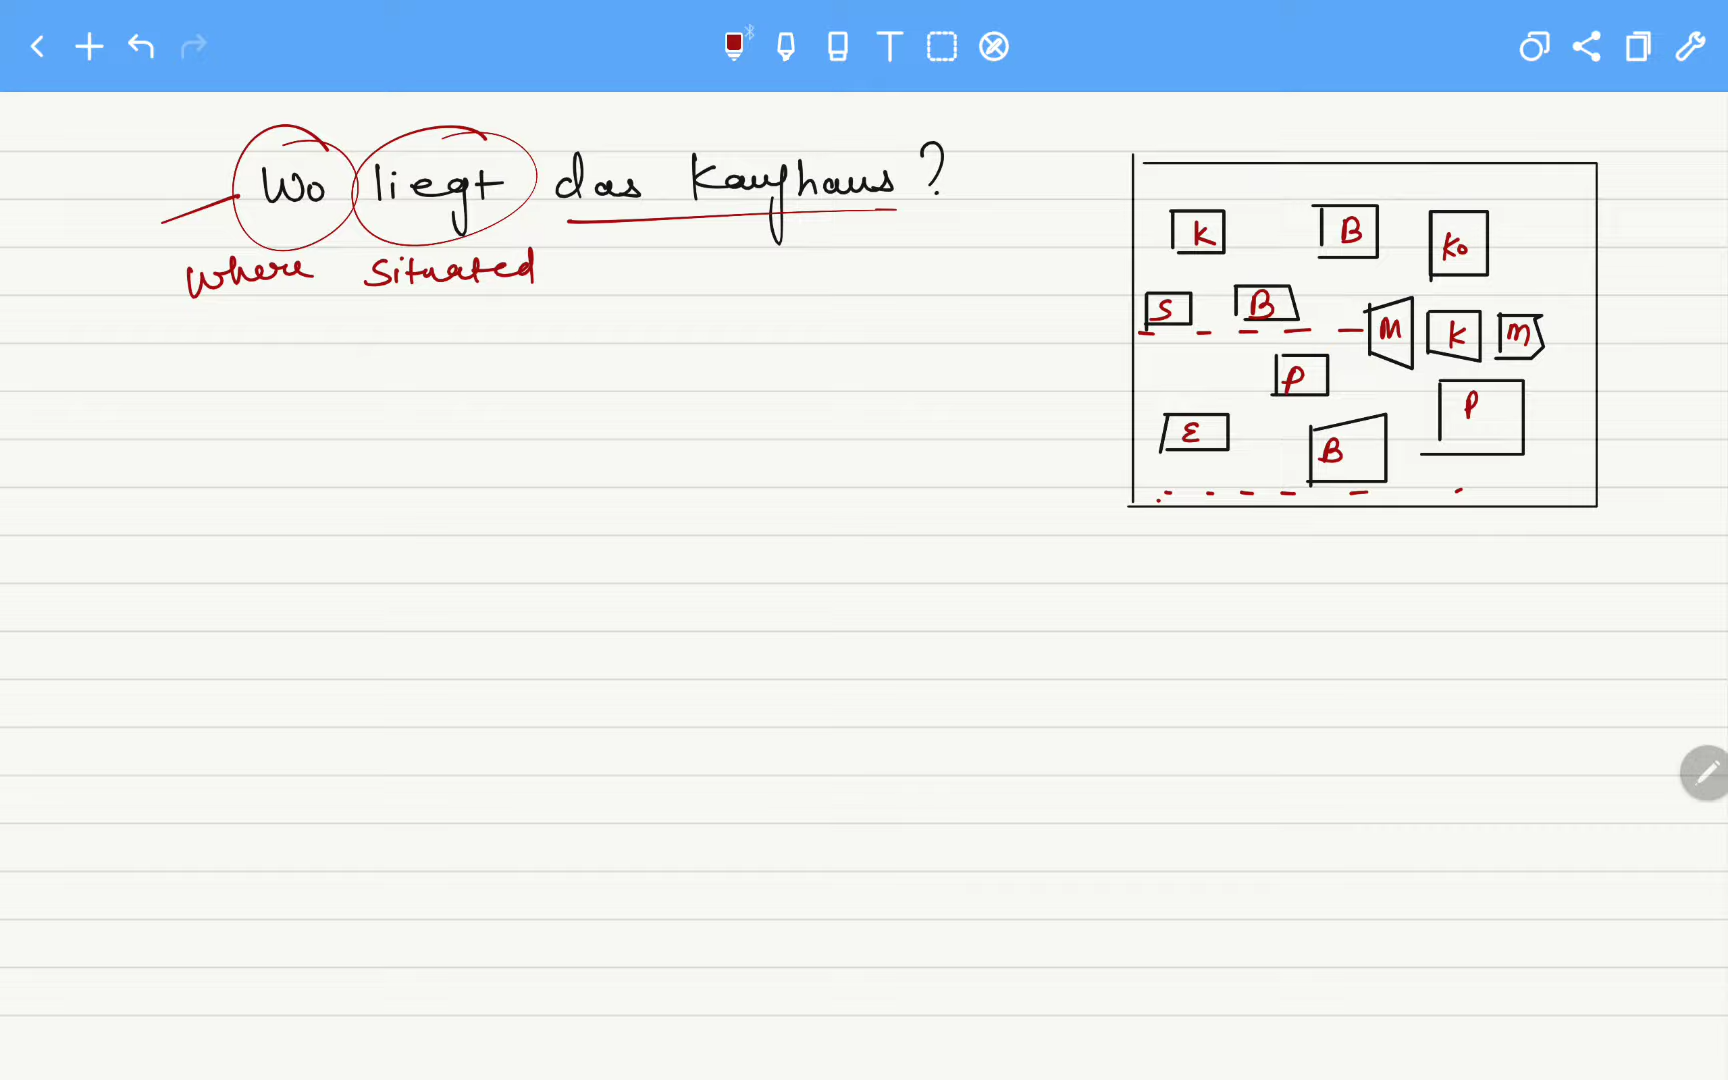 Wo liegt das Kaufhaus ?
where situated
K B Ko
S B M K M
P
E B P